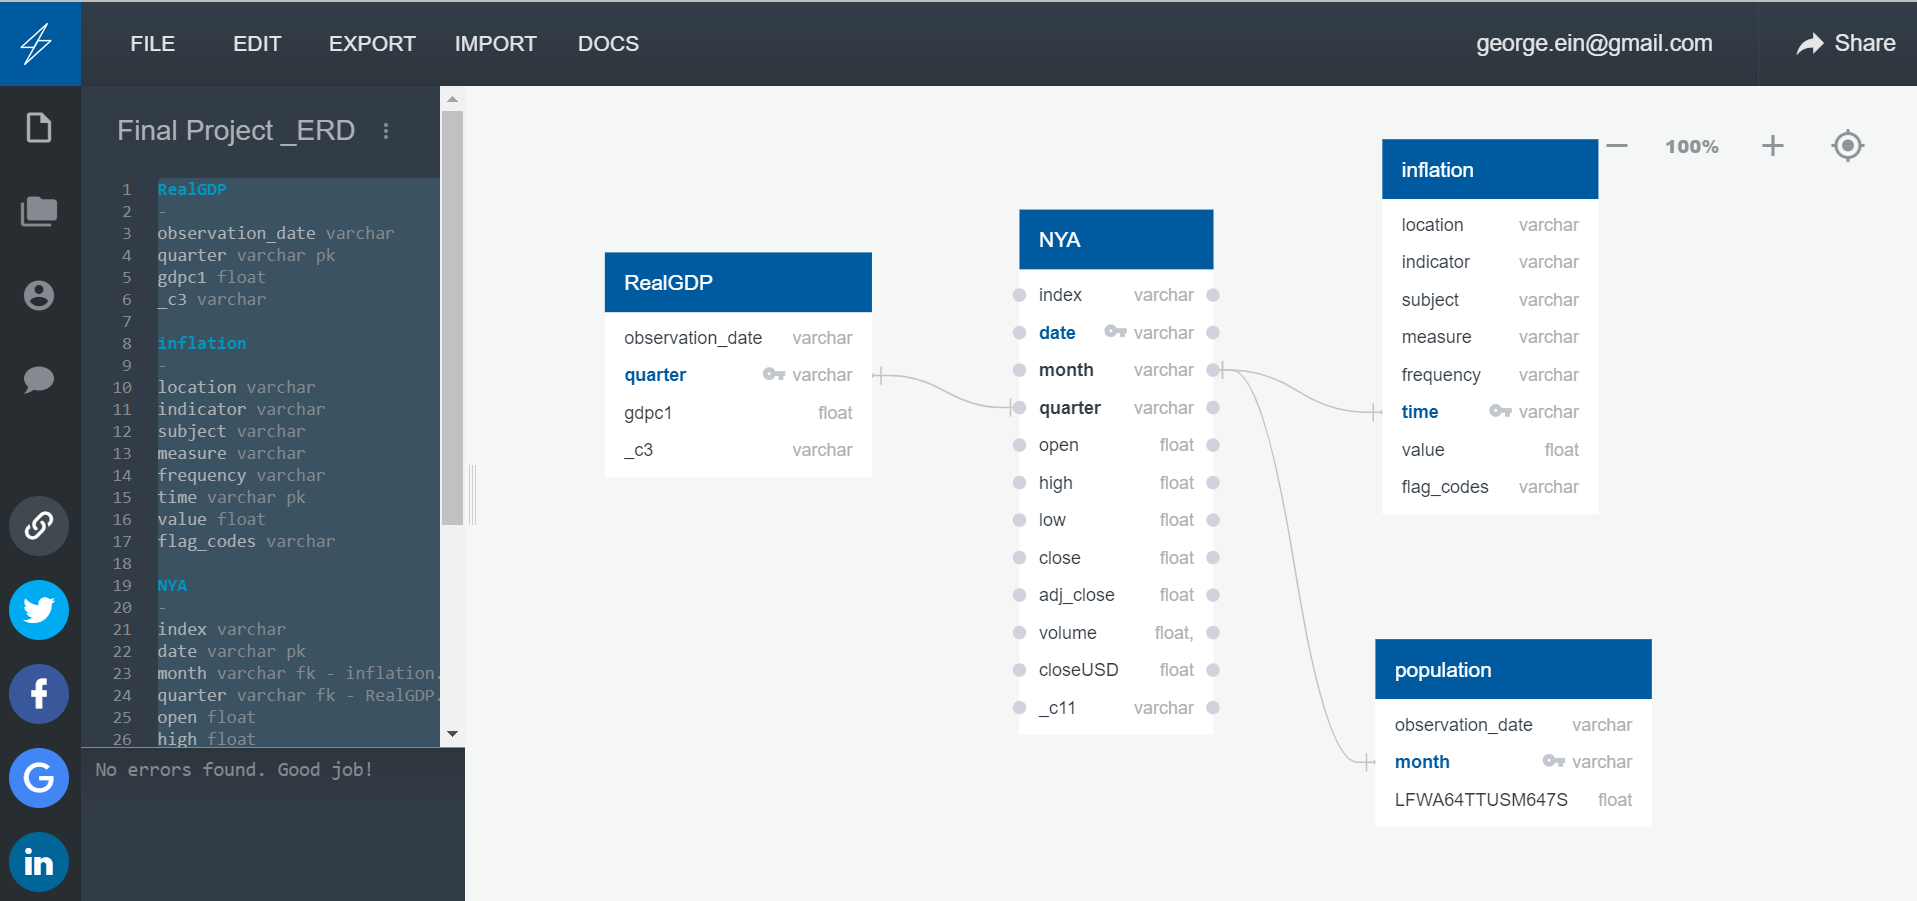 FILE EDIT EXPORT IMPORT DOCS george.ein@gmail.com Share
Final Project _ERD
1 RealGDP
2 -
3 observation_date varchar
4 quarter varchar pk
5 gdpc1 float
6 _c3 varchar
7
8 inflation
9 -
10 location varchar
11 indicator varchar
12 subject varchar
13 measure varchar
14 frequency varchar
15 time varchar pk
16 value float
17 flag_codes varchar
18
19 NYA
20 -
21 index varchar
22 date varchar pk
23 month varchar fk - inflation.
24 quarter varchar fk - RealGDP.
25 open float
26 high float
No errors found. Good job!
RealGDP
observation_date varchar
quarter varchar
gdpc1 float
_c3 varchar
NYA
index varchar
date varchar
month varchar
quarter varchar
open float
high float
low float
close float
adj_close float
volume float,
closeUSD float
_c11 varchar
100%
inflation
location varchar
indicator varchar
subject varchar
measure varchar
frequency varchar
time varchar
value float
flag_codes varchar
population
observation_date varchar
month varchar
LFWA64TTUSM647S float